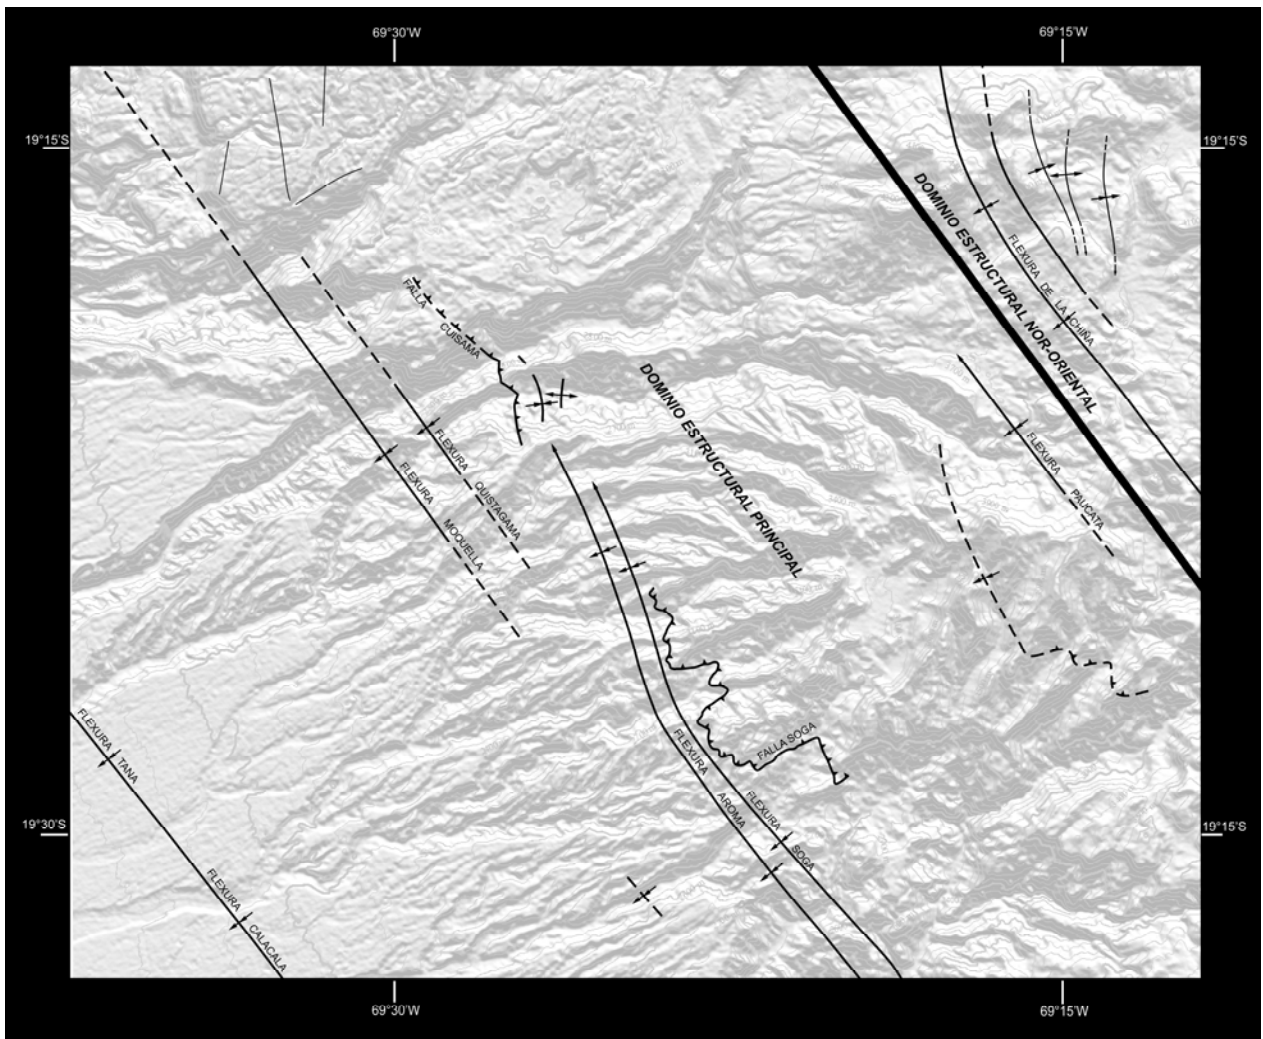 69°30'W
69°15'W
19°15'S
19°15'S
DOMINIO ESTRUCTURAL NOR-ORIENTAL
FLEXURA DE LA CHIÑA
FALLA CUISAMA
DOMINIO ESTRUCTURAL PRINCIPAL
FLEXURA QUISTAGAMA
FLEXURA MOQUELLA
FLEXURA PAUCATA
FLEXURA TANA
FALLA SOGA
FLEXURA AROMA
FLEXURA SOGA
19°30'S
19°15'S
FLEXURA CALACALA
69°30'W
69°15'W